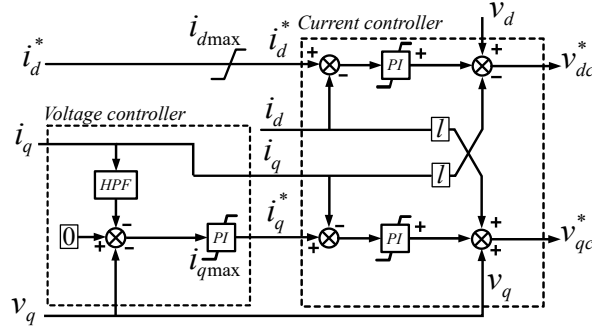 v_d
Current controller
i_d^*
i_dmax
i_d^*
+
−
PI
+
+
−
v_dc^*
Voltage controller
i_d
l
i_q
i_q
l
HPF
−
0
+
+
PI
i_qmax
i_q^*
−
+
PI
+
+
+
v_qc^*
v_q
v_q